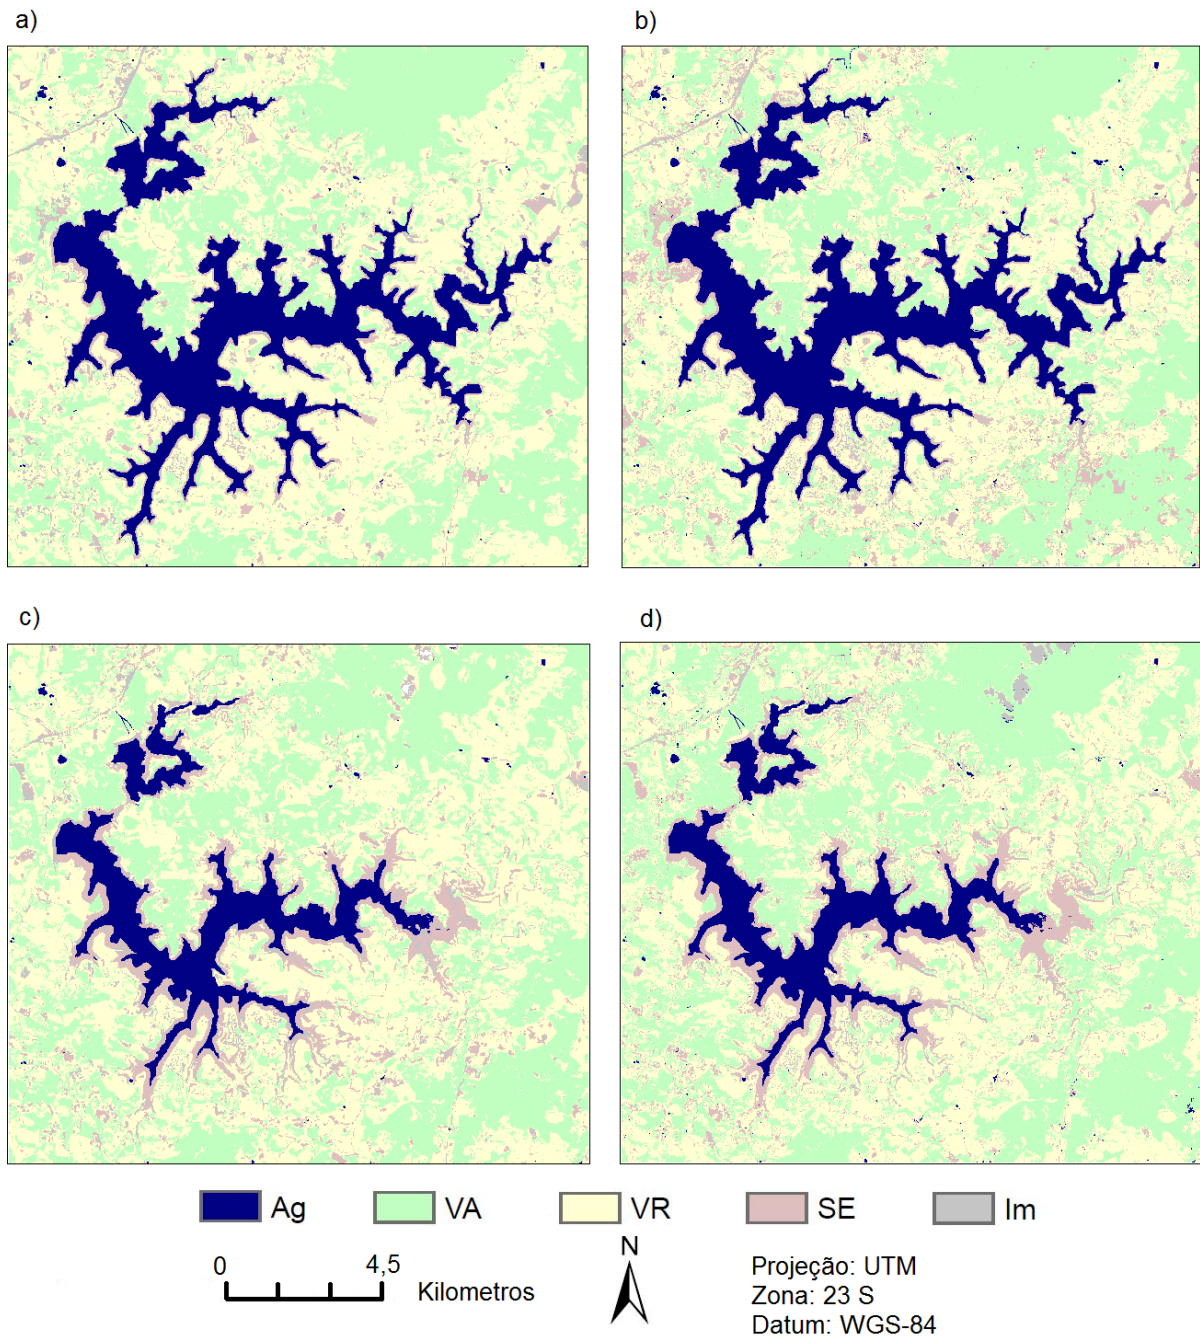 a)
b)
c)
d)
Ag
VA
VR
SE
Im
0
4,5
Kilometros
N
Projeção: UTM
Zona: 23 S
Datum: WGS-84